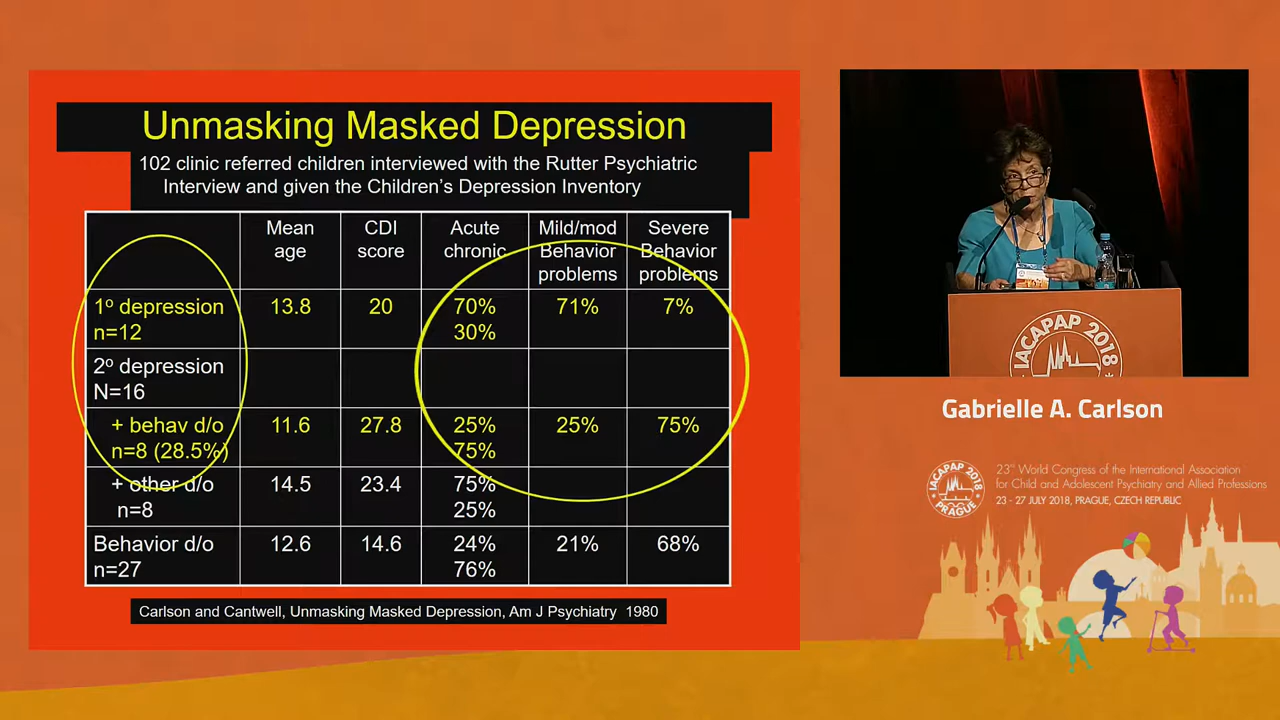 Unmasking Masked Depression
102 clinic referred children interviewed with the Rutter Psychiatric
Interview and given the Children's Depression Inventory
Mean age
CDI score
Acute chronic
Mild/mod Behavior problems
Severe Behavior problems
1º depression n=12
13.8
20
70% 30%
71%
7%
2º depression N=16
+ behav d/o n=8 (28.5%)
11.6
27.8
25% 75%
25%
75%
+ other d/o n=8
14.5
23.4
75% 25%
Behavior d/o n=27
12.6
14.6
24% 76%
21%
68%
Carlson and Cantwell, Unmasking Masked Depression, Am J Psychiatry 1980
IACAPAP 2018
Gabrielle A. Carlson
IACAPAP 2018
PRAGUE
23rd World Congress of the International Association
for Child and Adolescent Psychiatry and Allied Professions
23 - 27 JULY 2018, PRAGUE, CZECH REPUBLIC